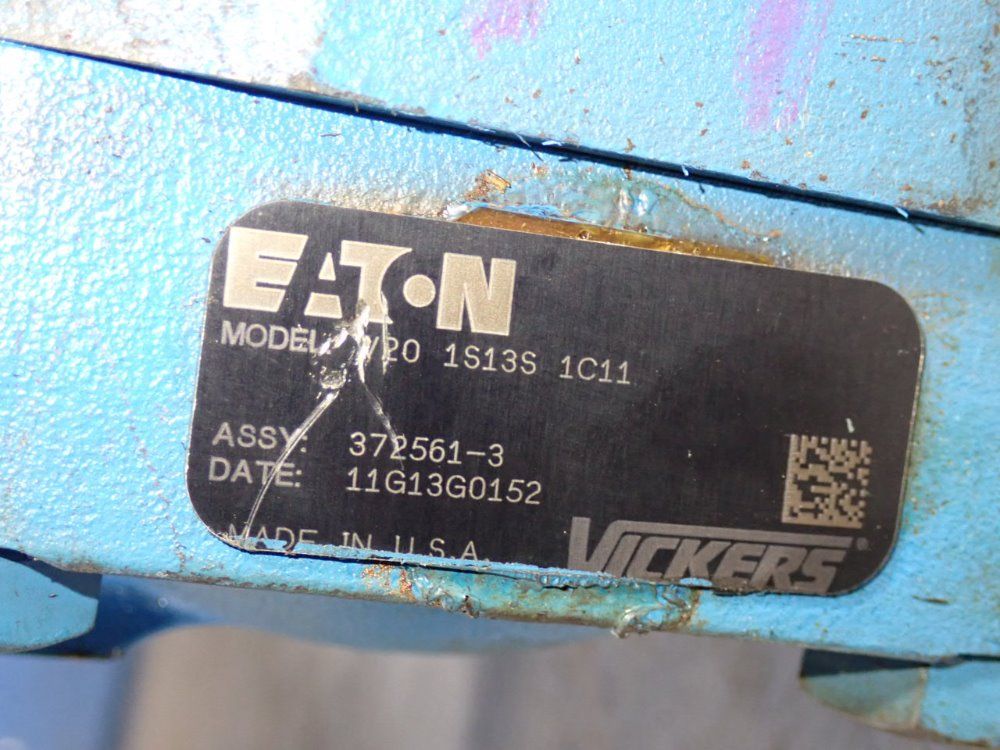 EATON
MODEL: V20 1S13S 1C11
ASSY: 372561-3
DATE: 11G13G0152
MADE IN U.S.A.
VICKERS®